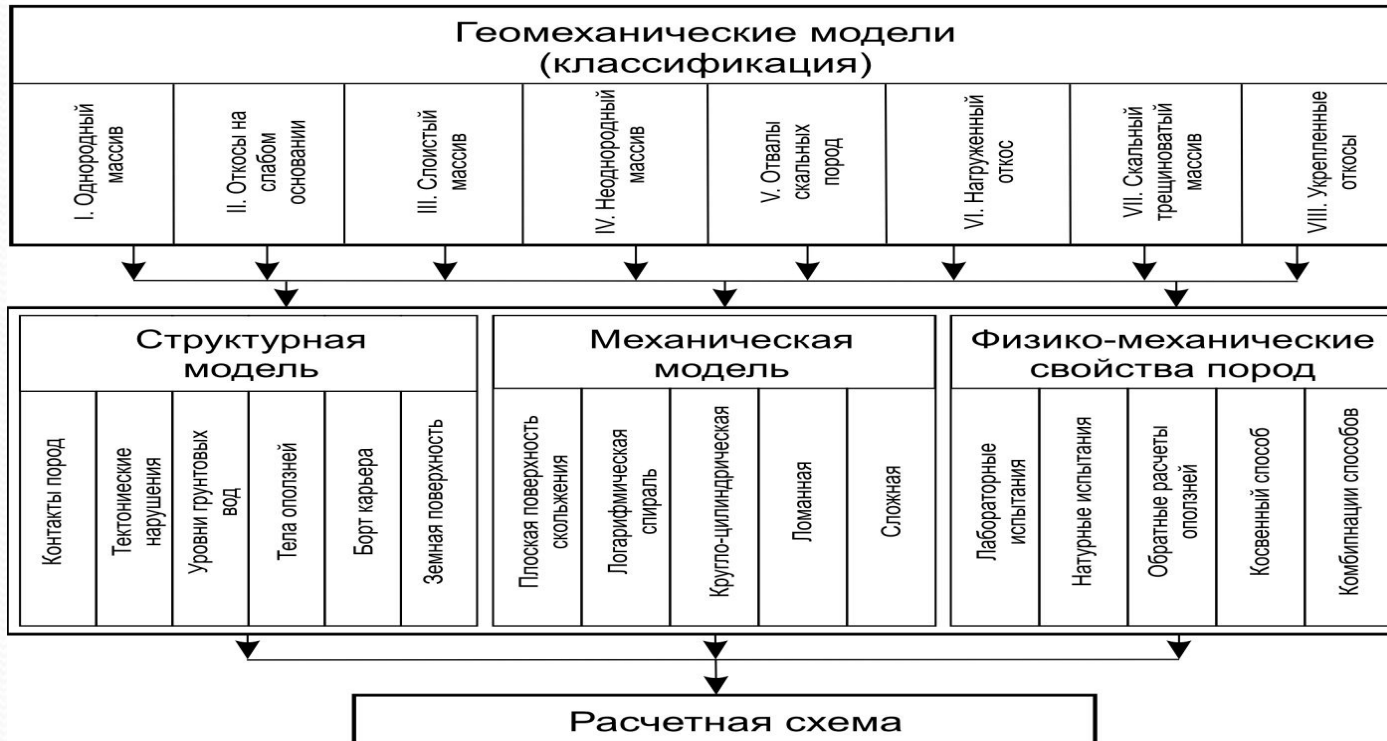 Геомеханические модели
(классификация)
I. Однородный
массив
II. Откосы на
слабом
основании
III. Слоистый
массив
IV. Неоднородный
массив
V. Отвалы
скальных
пород
VI. Нагруженный
откос
VII. Скальный
трещиноватый
массив
VIII. Укрепленные
откосы
Структурная
модель
Контакты пород
Тектониеские
нарушения
Уровни грунтовых
вод
Тела оползней
Борт карьера
Земная поверхность
Механическая
модель
Плоская поверхность
скольжения
Логарифмическая
спираль
Кругло-цилиндрическая
Ломанная
Сложная
Физико-механические
свойства пород
Лабораторные
испытания
Натурные испытания
Обратные расчеты
оползней
Косвенный способ
Комбипнации способов
Расчетная схема